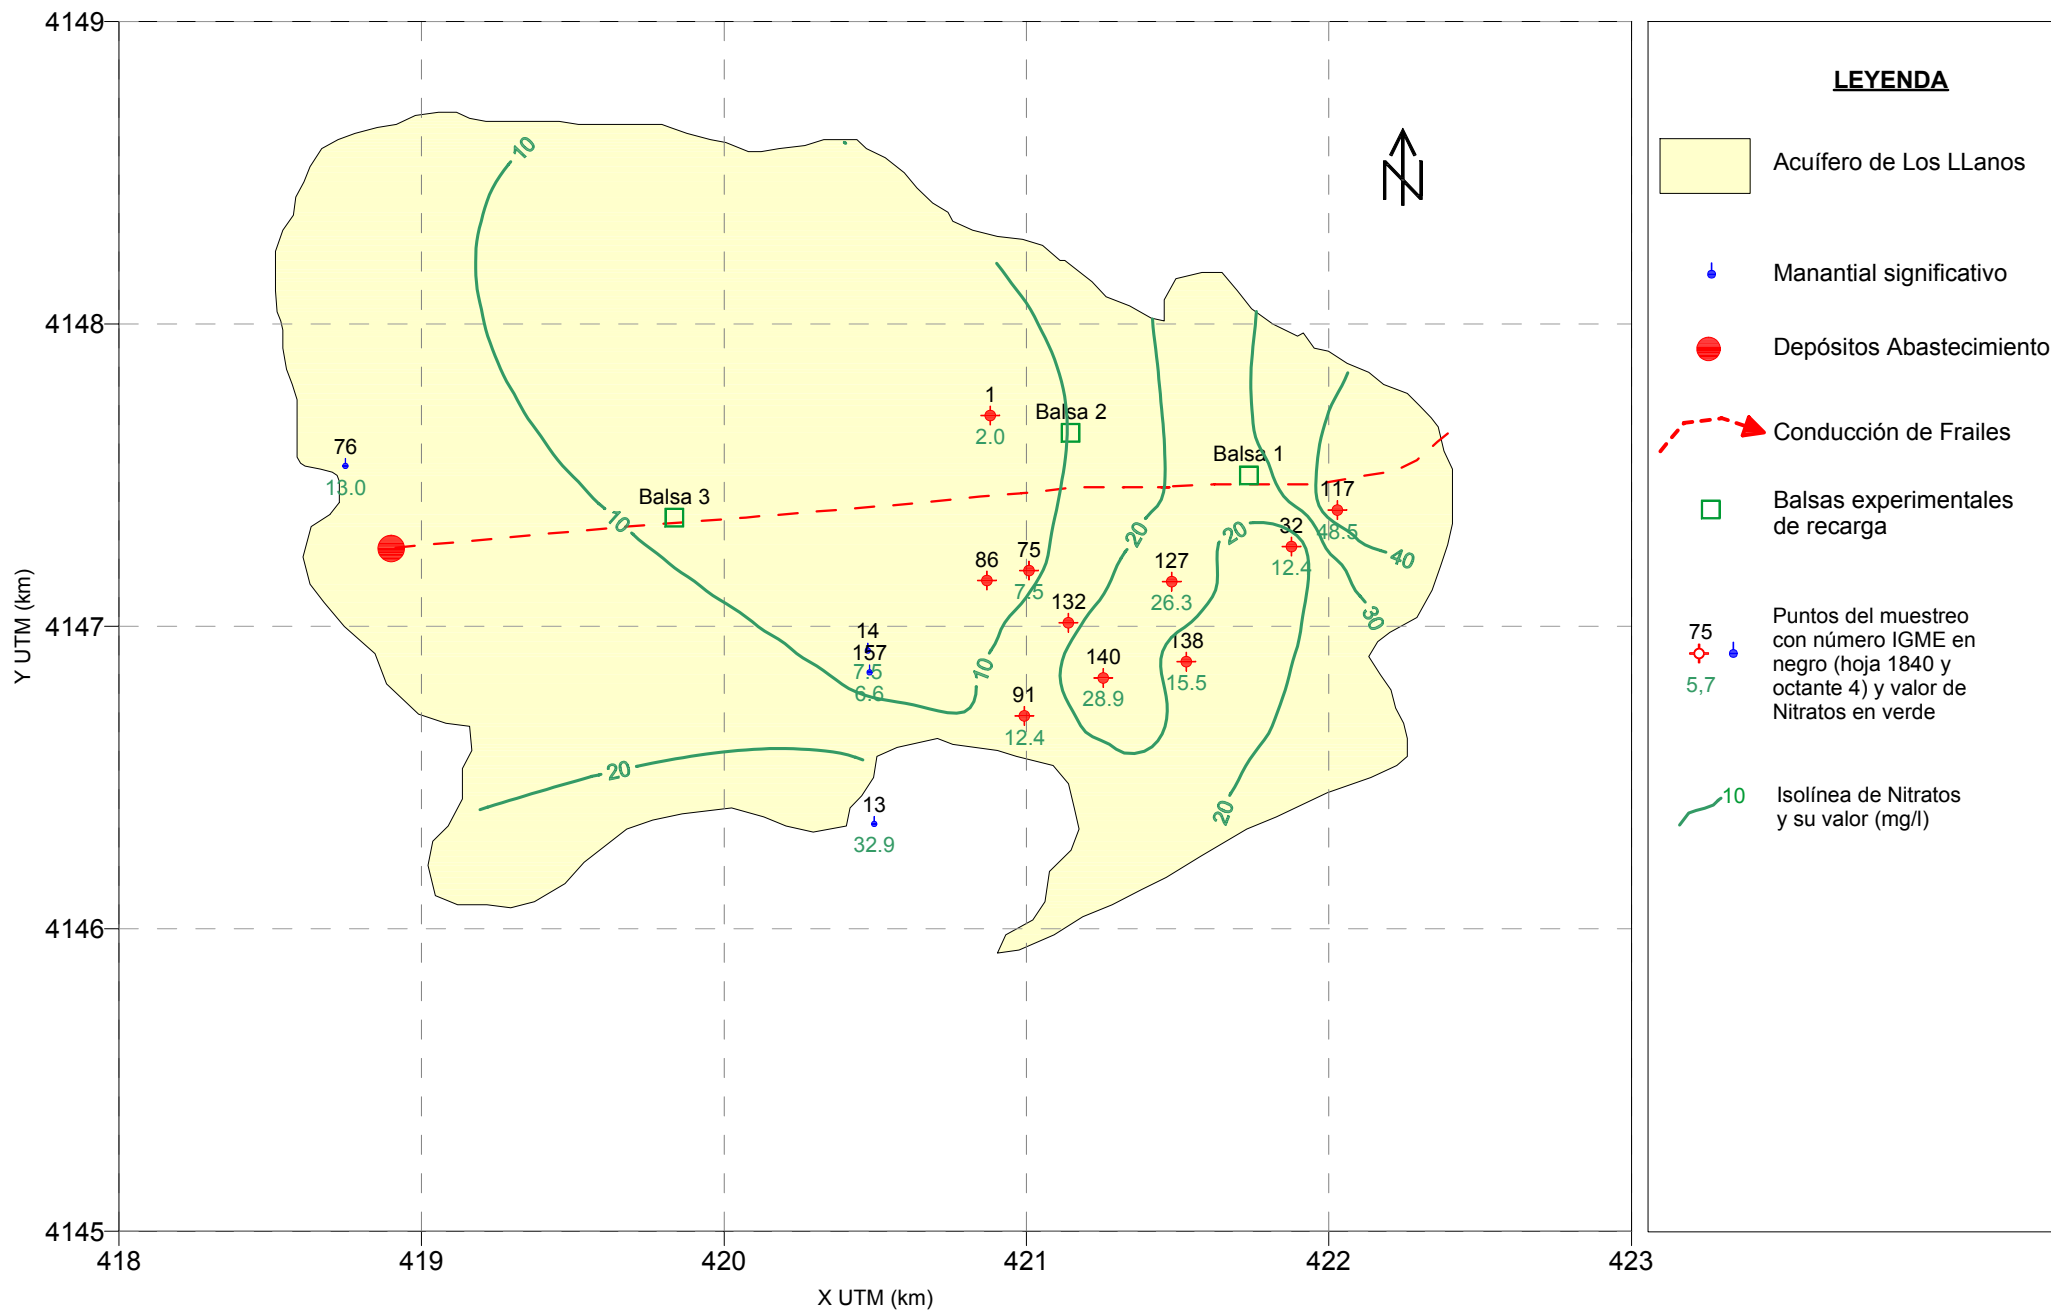 4149
4148
4147
4146
4145
418
419
420
421
422
423
Y UTM (km)
X UTM (km)
10
1
2.0
Balsa 2
76
13.0
Balsa 3
10
Balsa 1
117
48.5
20
20
32
12.4
40
86
75
7.5
127
26.3
132
30
14
7.5
157
6.6
10
140
28.9
138
15.5
91
12.4
20
13
32.9
20
N
LEYENDA
Acuífero de Los LLanos
Manantial significativo
Depósitos Abastecimiento
Conducción de Frailes
Balsas experimentales
de recarga
75
5,7
Puntos del muestreo
con número IGME en
negro (hoja 1840 y
octante 4) y valor de
Nitratos en verde
10
Isolínea de Nitratos
y su valor (mg/l)